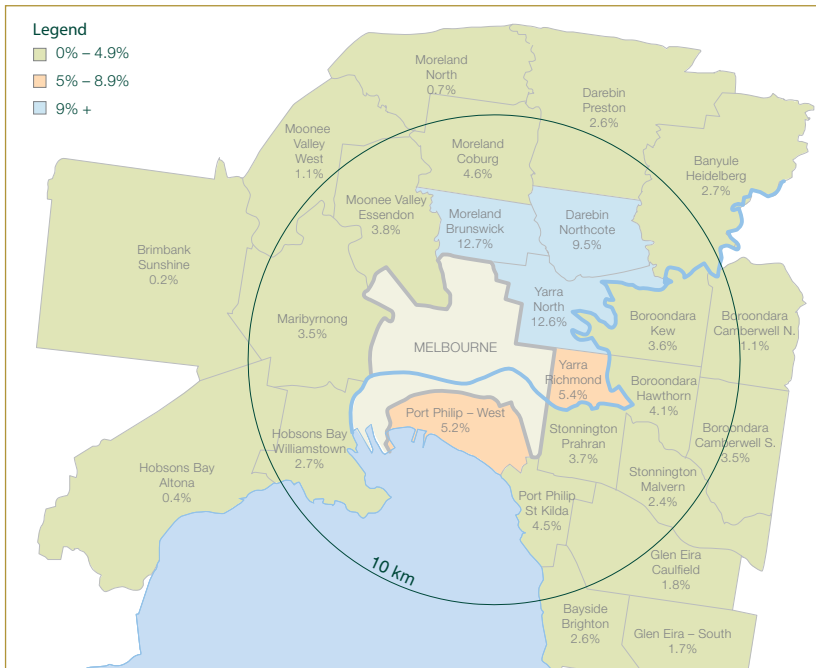 Legend
0% – 4.9%
5% – 8.9%
9% +
Moreland
North
0.7%
Darebin
Preston
2.6%
Moonee
Valley
West
1.1%
Moreland
Coburg
4.6%
Banyule
Heidelberg
2.7%
Moonee Valley
Essendon
3.8%
Moreland
Brunswick
12.7%
Darebin
Northcote
9.5%
Brimbank
Sunshine
0.2%
Yarra
North
12.6%
Maribyrnong
3.5%
MELBOURNE
Boroondara
Kew
3.6%
Boroondara
Camberwell N.
1.1%
Yarra
Richmond
5.4%
Boroondara
Hawthorn
4.1%
Port Philip – West
5.2%
Hobsons Bay
Williamstown
2.7%
Stonnington
Prahran
3.7%
Boroondara
Camberwell S.
3.5%
Hobsons Bay
Altona
0.4%
Stonnington
Malvern
2.4%
Port Philip
St Kilda
4.5%
10 km
Glen Eira
Caulfield
1.8%
Bayside
Brighton
2.6%
Glen Eira – South
1.7%